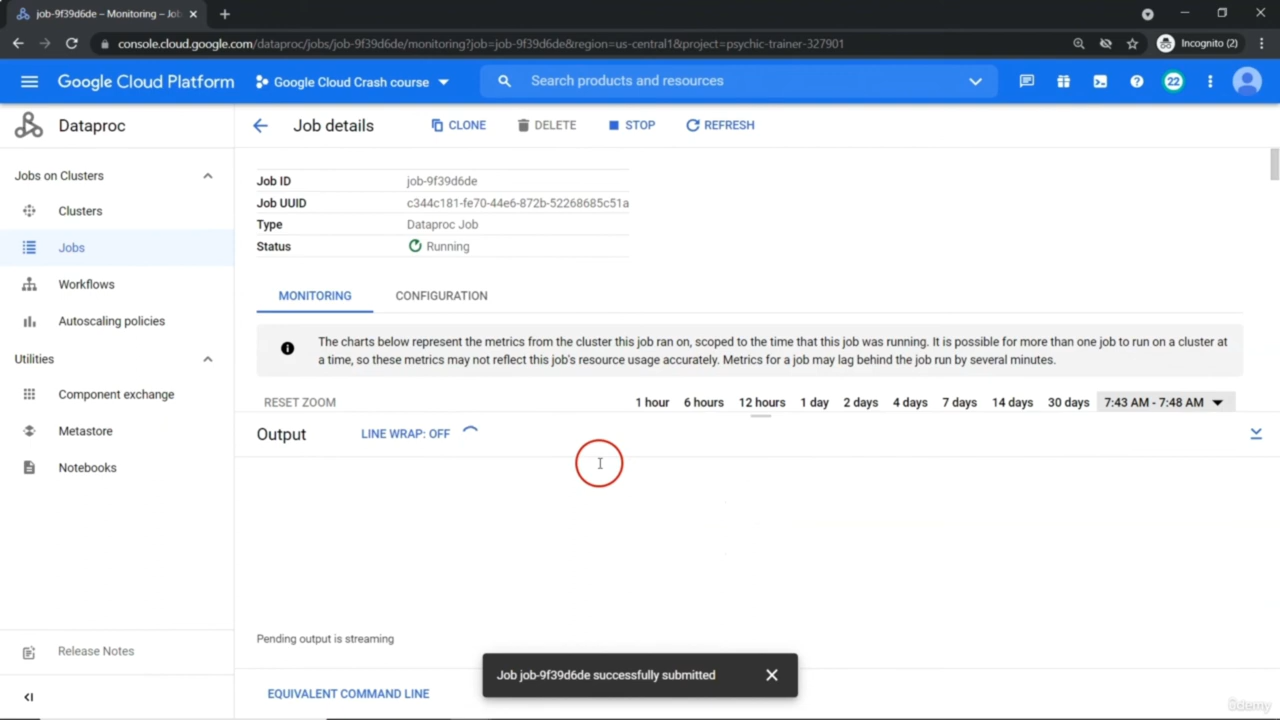 job-9f39d6de – Monitoring – Job
console.cloud.google.com/dataproc/jobs/job-9f39d6de/monitoring?job=job-9f39d6de&region=us-central1&project=psychic-trainer-327901
Incognito (2)
Google Cloud Platform
Google Cloud Crash course
Search products and resources
22
Dataproc
Job details
CLONE
DELETE
STOP
REFRESH
Jobs on Clusters
Clusters
Jobs
Workflows
Autoscaling policies
Utilities
Component exchange
Metastore
Notebooks
Release Notes
Job ID job-9f39d6de
Job UUID c344c181-fe70-44e6-872b-52268685c51a
Type Dataproc Job
Status Running
MONITORING CONFIGURATION
The charts below represent the metrics from the cluster this job ran on, scoped to the time that this job was running. It is possible for more than one job to run on a cluster at
a time, so these metrics may not reflect this job's resource usage accurately. Metrics for a job may lag behind the job run by several minutes.
RESET ZOOM 1 hour 6 hours 12 hours 1 day 2 days 4 days 7 days 14 days 30 days 7:43 AM - 7:48 AM
Output LINE WRAP: OFF
Pending output is streaming
Job job-9f39d6de successfully submitted
EQUIVALENT COMMAND LINE
ûdemy